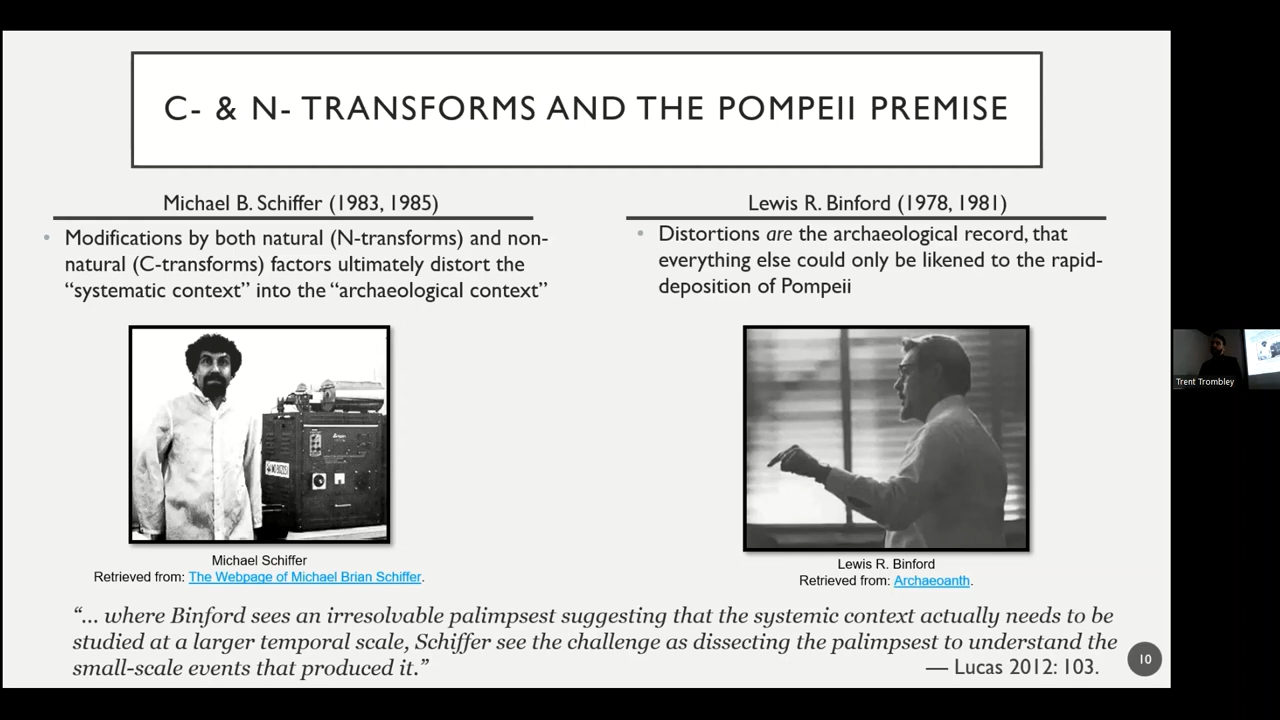 C- & N- TRANSFORMS AND THE POMPEII PREMISE
Michael B. Schiffer (1983, 1985)
Modifications by both natural (N-transforms) and non-
natural (C-transforms) factors ultimately distort the
“systematic context” into the “archaeological context”
Michael Schiffer
Retrieved from: The Webpage of Michael Brian Schiffer.
Lewis R. Binford (1978, 1981)
Distortions are the archaeological record, that
everything else could only be likened to the rapid-
deposition of Pompeii
Lewis R. Binford
Retrieved from: Archaeoanth.
“... where Binford sees an irresolvable palimpsest suggesting that the systemic context actually needs to be
studied at a larger temporal scale, Schiffer see the challenge as dissecting the palimpsest to understand the
small-scale events that produced it.”
— Lucas 2012: 103.
10
Trent Trombley